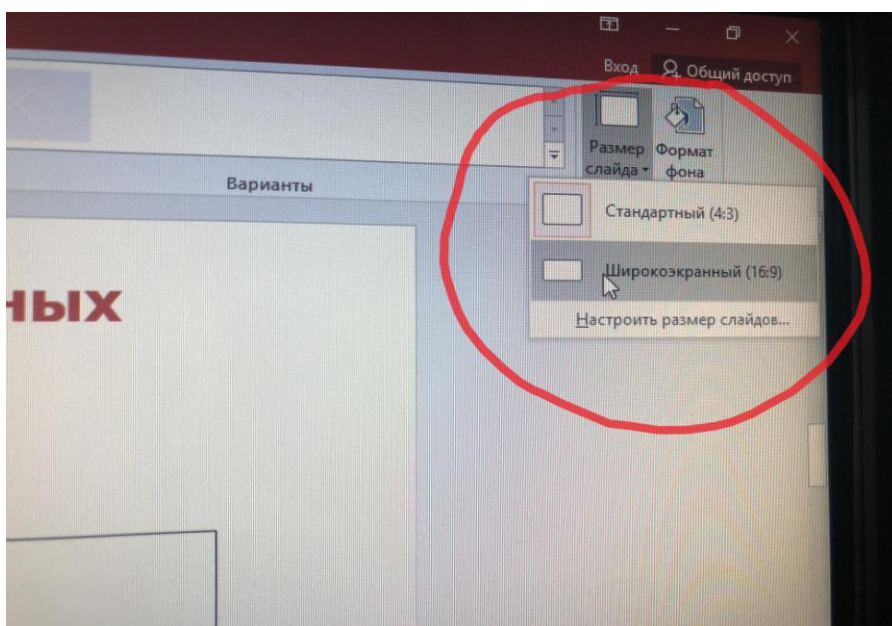 Вход Общий доступ
Размер слайда
Формат фона
Варианты
Стандартный (4:3)
Широкоэкранный (16:9)
Настроить размер слайдов...
ных